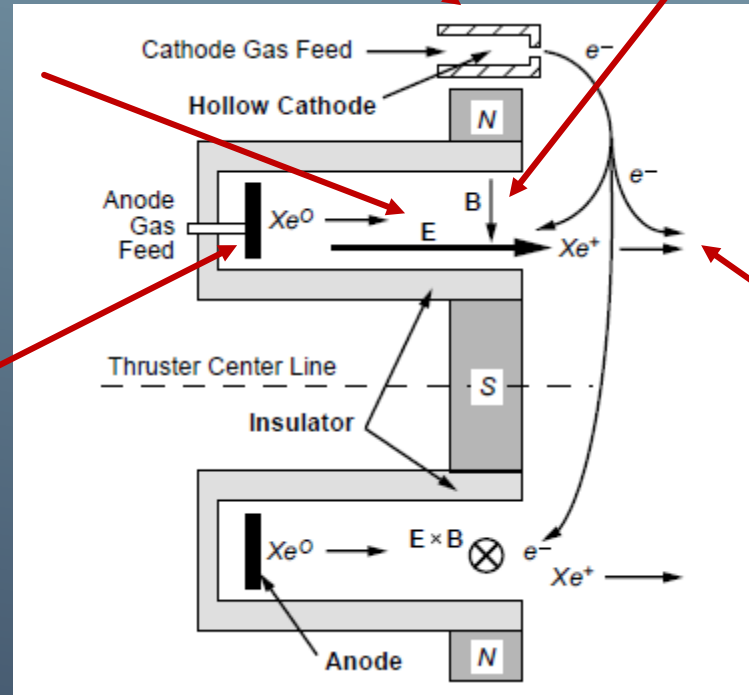 Cathode Gas Feed
e–
Hollow Cathode
N
e–
Anode
Gas
Feed
Xe⁰
B
E
Xe⁺
Thruster Center Line
S
Insulator
Xe⁰
E × B
e–
Xe⁺
Anode
N